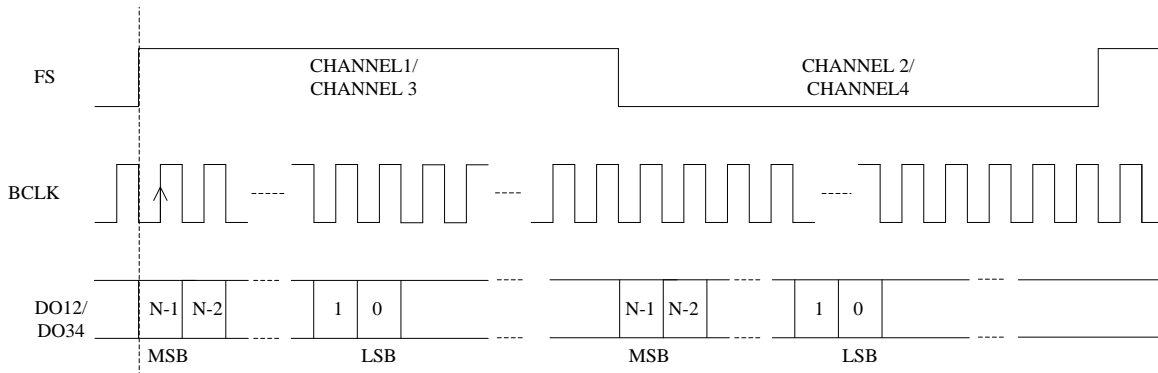 FS
CHANNEL1/
CHANNEL 3
CHANNEL 2/
CHANNEL4
BCLK
DO12/
DO34
N-1 N-2 1 0 N-1 N-2 1 0
MSB LSB MSB LSB